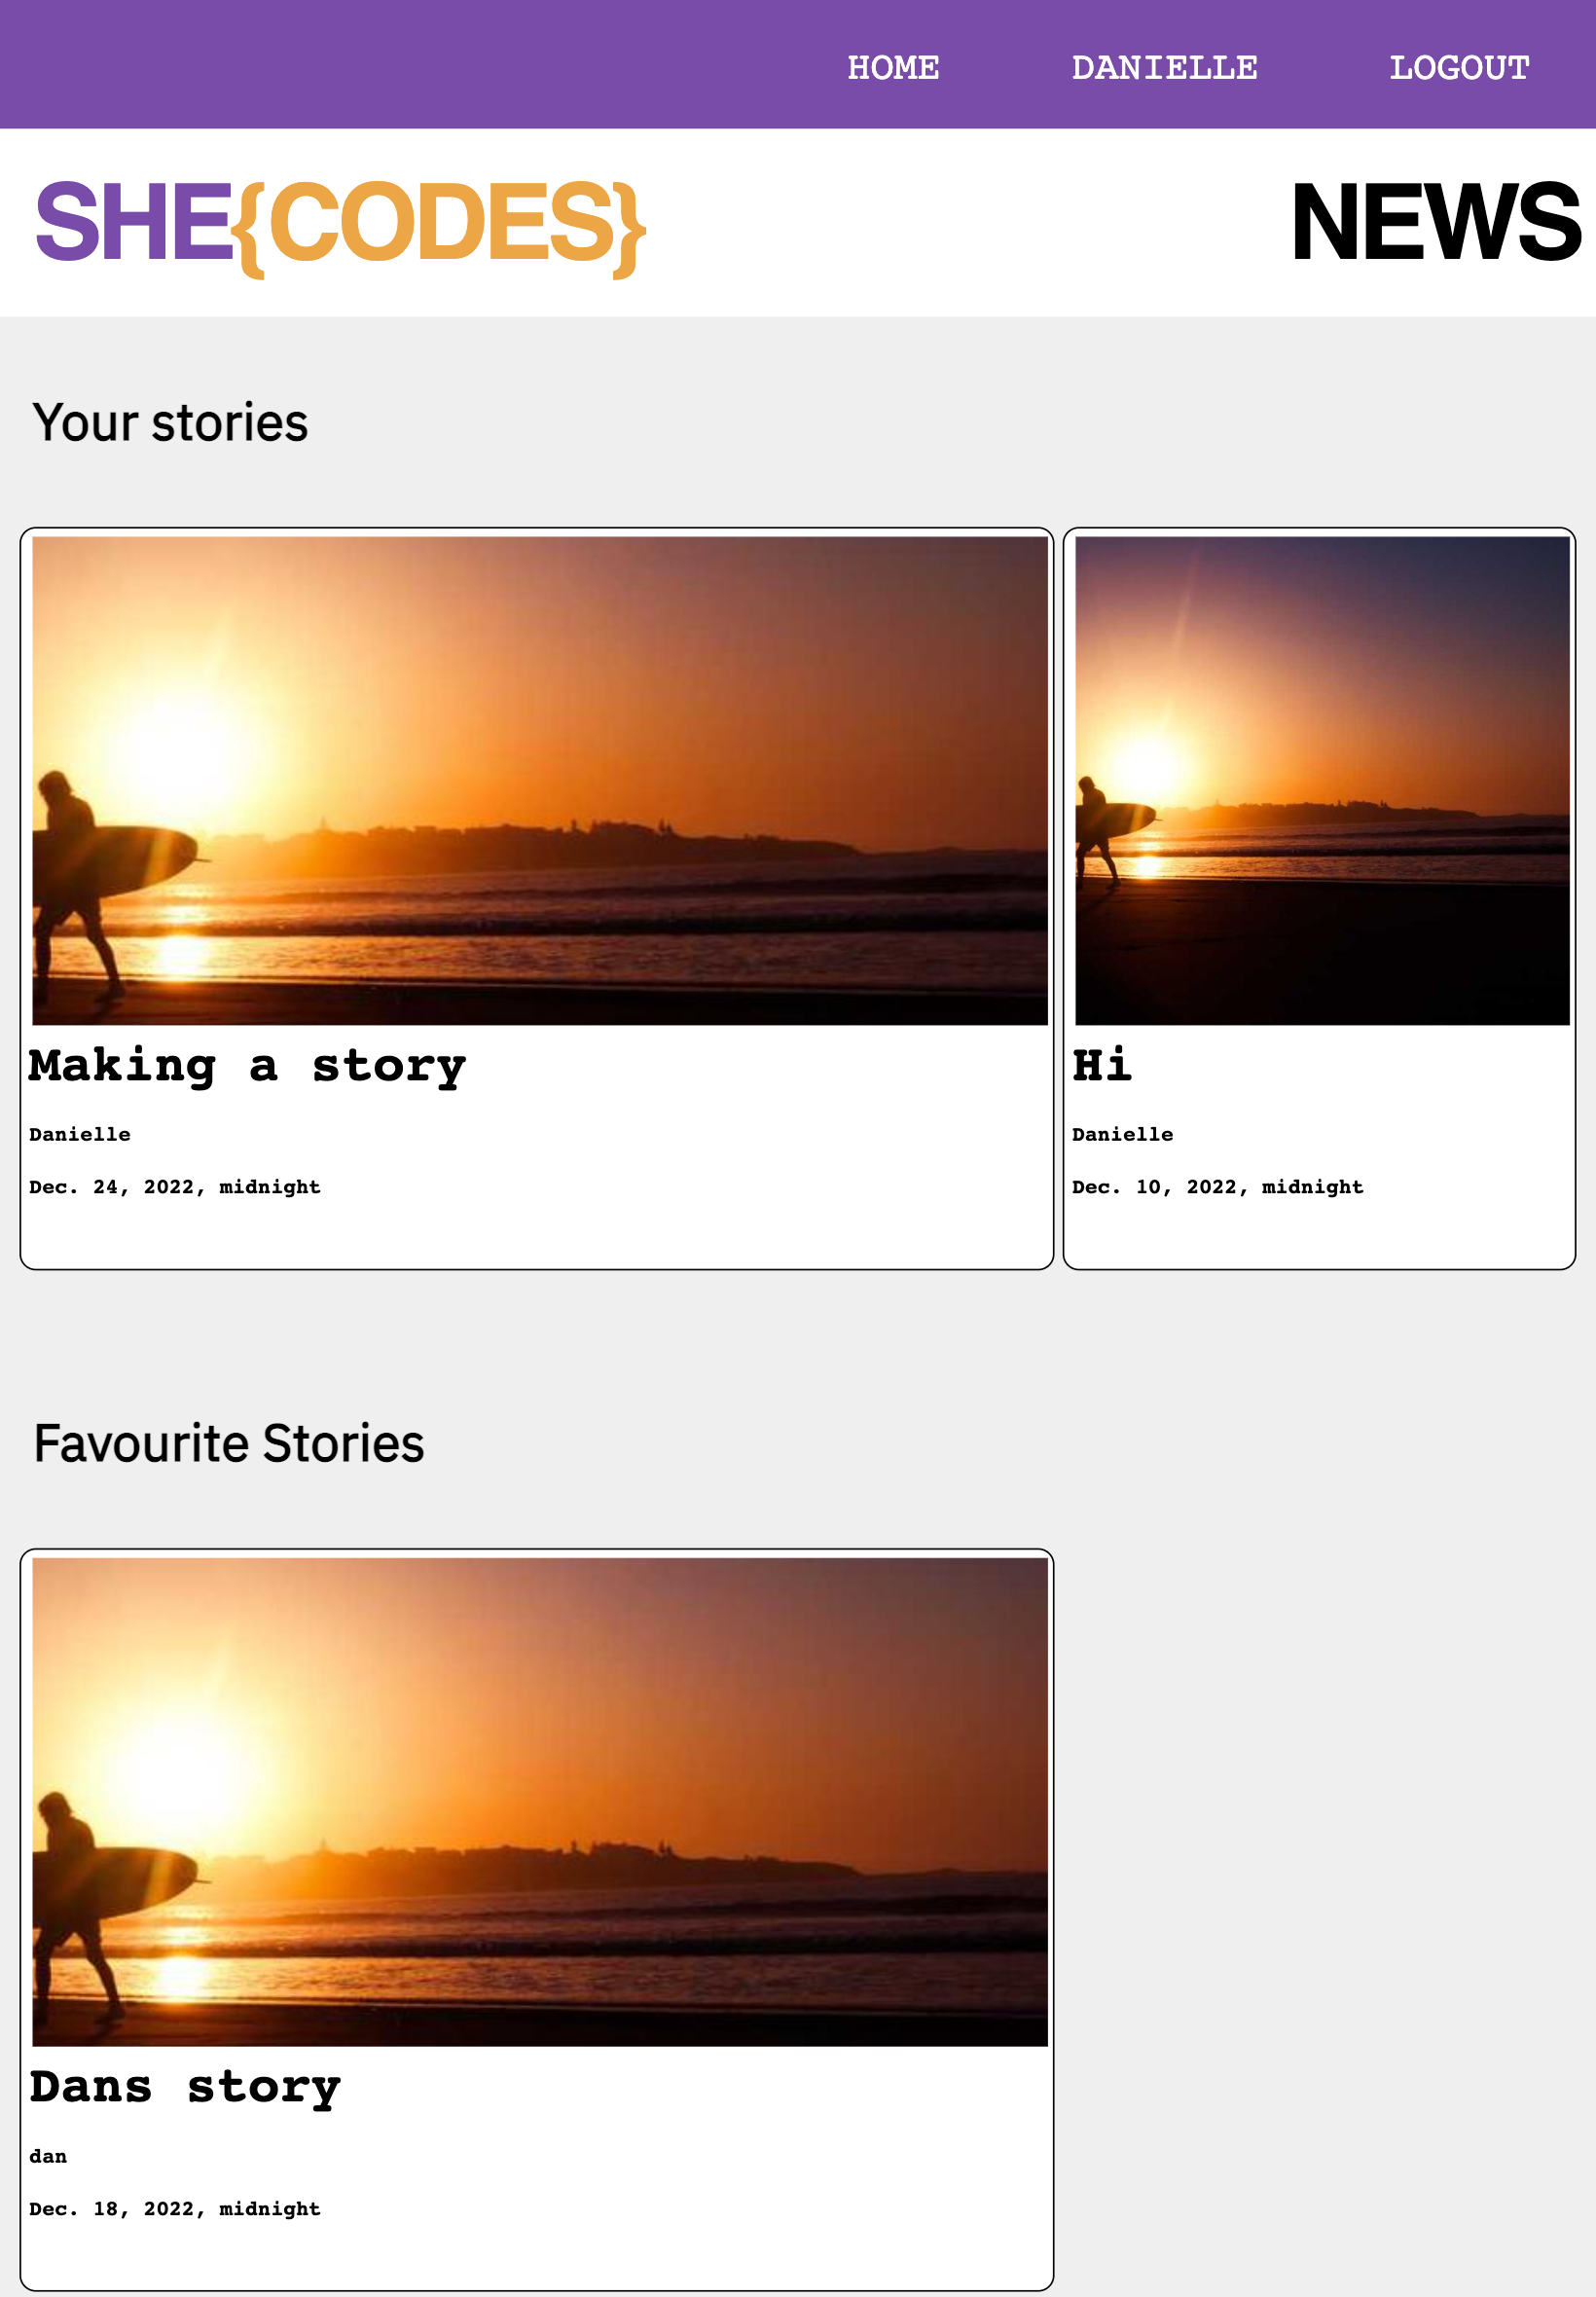 HOME DANIELLE LOGOUT
SHE{CODES} NEWS
Your stories
Making a story
Danielle
Dec. 24, 2022, midnight
Hi
Danielle
Dec. 10, 2022, midnight
Favourite Stories
Dans story
dan
Dec. 18, 2022, midnight